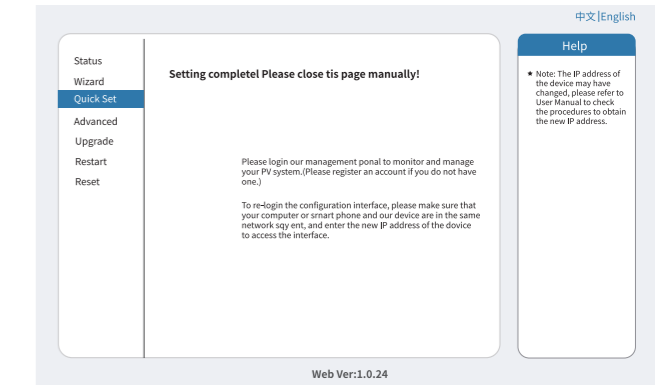 中文|English
Status
Wizard
Quick Set
Advanced
Upgrade
Restart
Reset
Setting completel Please close tis page manually!
Please login our management ponal to monitor and manage
your PV system.(Please register an account if you do not have
one.)
To re-login the configuration interface, please make sure that
your computer or srnart phone and our device are in the same
network sqy ent, and enter the new IP address of the dovice
to access the interface.
Help
★ Note: The IP address of
the device may have
changed, please refer to
User Manual to check
the procedures to obtain
the new IP address.
Web Ver:1.0.24